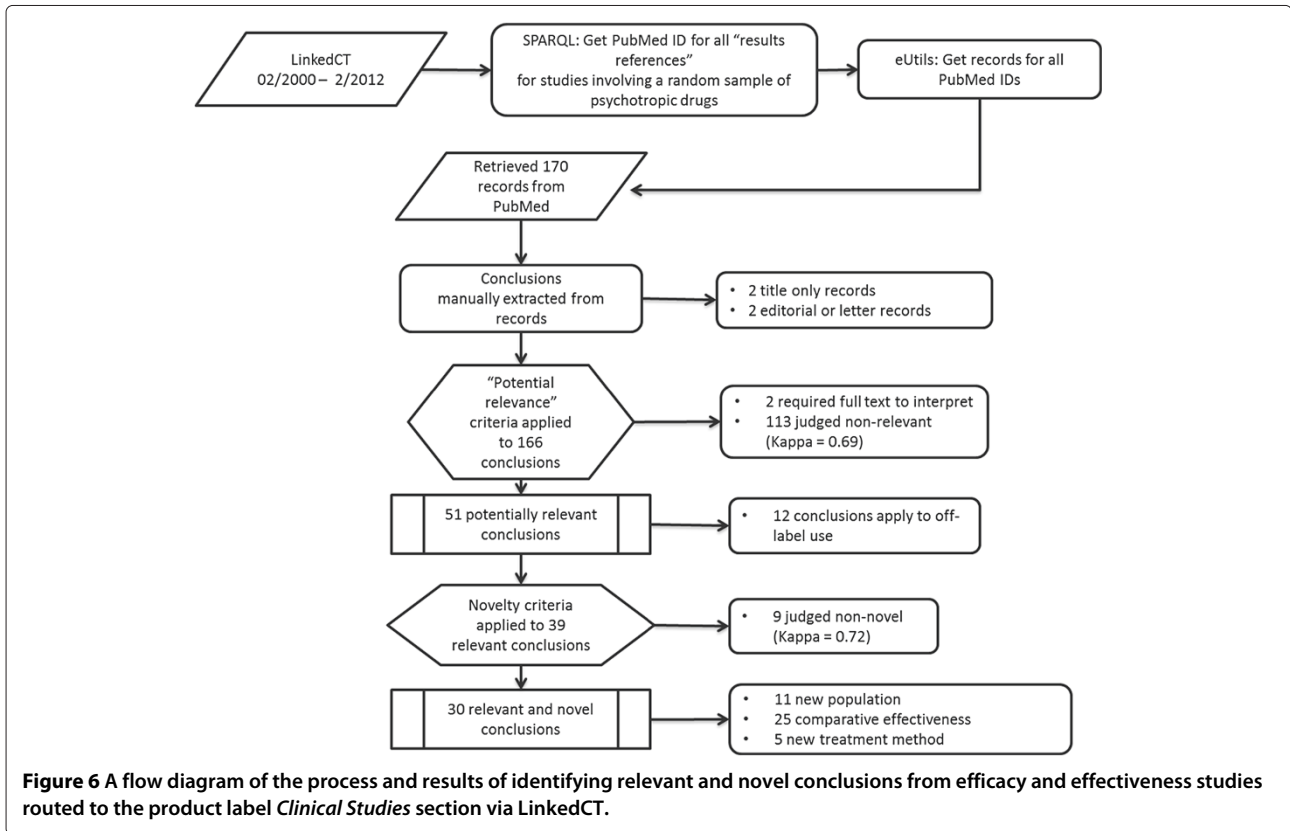 LinkedCT
02/2000 – 2/2012
SPARQL: Get PubMed ID for all “results
references”
for studies involving a random sample of
psychotropic drugs
eUtils: Get records for all
PubMed IDs
Retrieved 170
records from
PubMed
Conclusions
manually extracted from
records
• 2 title only records
• 2 editorial or letter records
“Potential
relevance”
criteria applied
to 166
conclusions
• 2 required full text to interpret
• 113 judged non-relevant
(Kappa = 0.69)
51 potentially relevant
conclusions
• 12 conclusions apply to off-
label use
Novelty criteria
applied to 39
relevant conclusions
• 9 judged non-novel
(Kappa = 0.72)
30 relevant and novel
conclusions
• 11 new population
• 25 comparative effectiveness
• 5 new treatment method
Figure 6 A flow diagram of the process and results of identifying relevant and novel conclusions from efficacy and effectiveness studies
routed to the product label Clinical Studies section via LinkedCT.